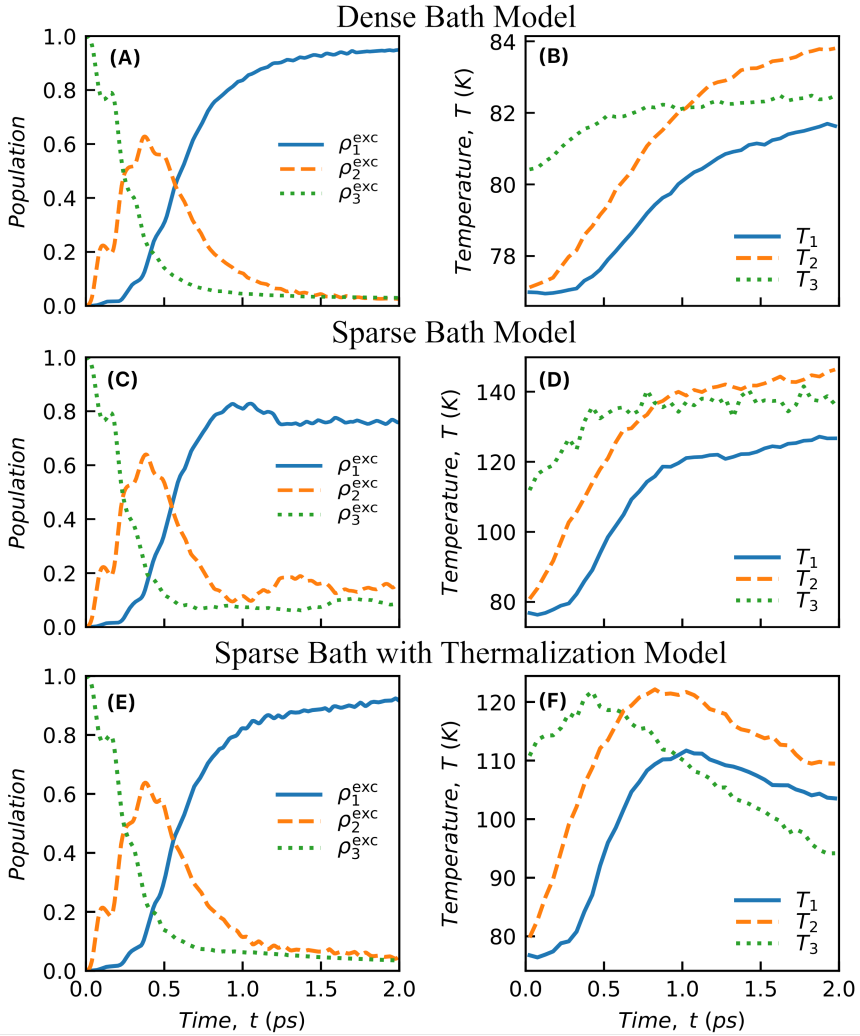 Dense Bath Model
(A)
Population
1.0
0.8
0.6
0.4
0.2
0.0
ρ₁ᵉˣᶜ
ρ₂ᵉˣᶜ
ρ₃ᵉˣᶜ
(B)
Temperature, T (K)
84
82
80
78
T₁
T₂
T₃
Sparse Bath Model
(C)
Population
1.0
0.8
0.6
0.4
0.2
0.0
ρ₁ᵉˣᶜ
ρ₂ᵉˣᶜ
ρ₃ᵉˣᶜ
(D)
Temperature, T (K)
140
120
100
80
T₁
T₂
T₃
Sparse Bath with Thermalization Model
(E)
Population
1.0
0.8
0.6
0.4
0.2
0.0
ρ₁ᵉˣᶜ
ρ₂ᵉˣᶜ
ρ₃ᵉˣᶜ
0.0 0.5 1.0 1.5 2.0
Time, t (ps)
(F)
Temperature, T (K)
120
110
100
90
80
T₁
T₂
T₃
0.0 0.5 1.0 1.5 2.0
Time, t (ps)